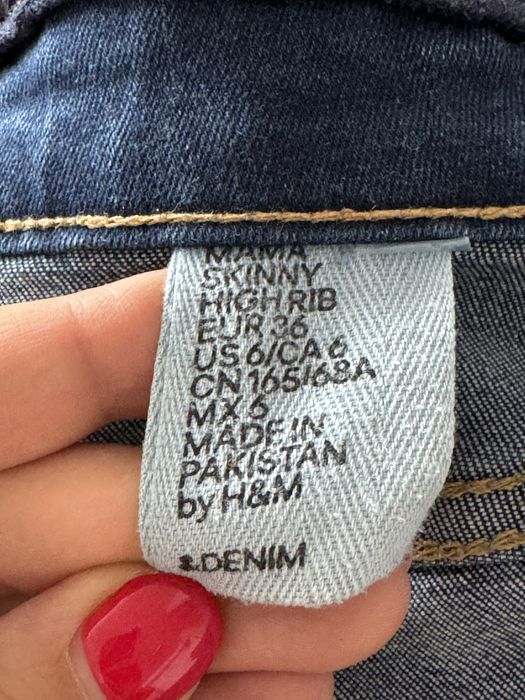 MAMA
SKINNY
HIGH RIB
EUR 36
US 6/CA 6
CN 165/68A
MX 6
MADE IN
PAKISTAN
by H&M
&DENIM